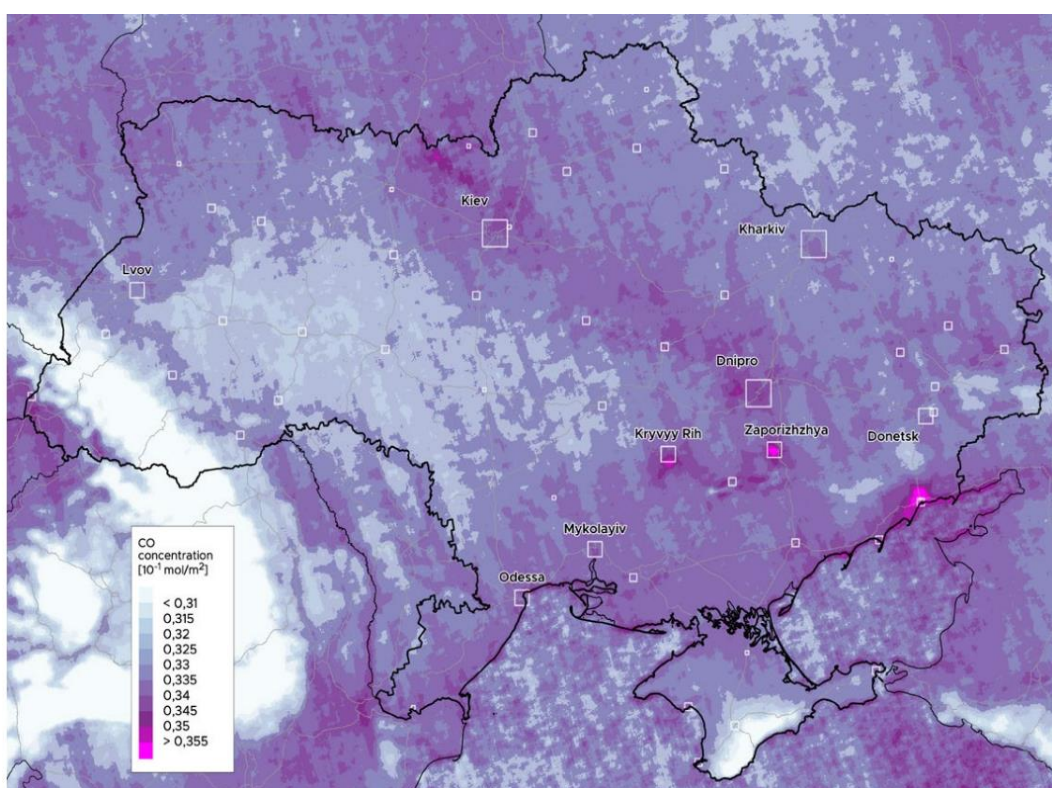 Kiev
Kharkiv
Lvov
Dnipro
Kryvyy Rih
Zaporizhzhya
Donetsk
Mykolayiv
Odessa
CO
concentration
[10⁻¹ mol/m²]
< 0,31
0,315
0,32
0,325
0,33
0,335
0,34
0,345
0,35
> 0,355